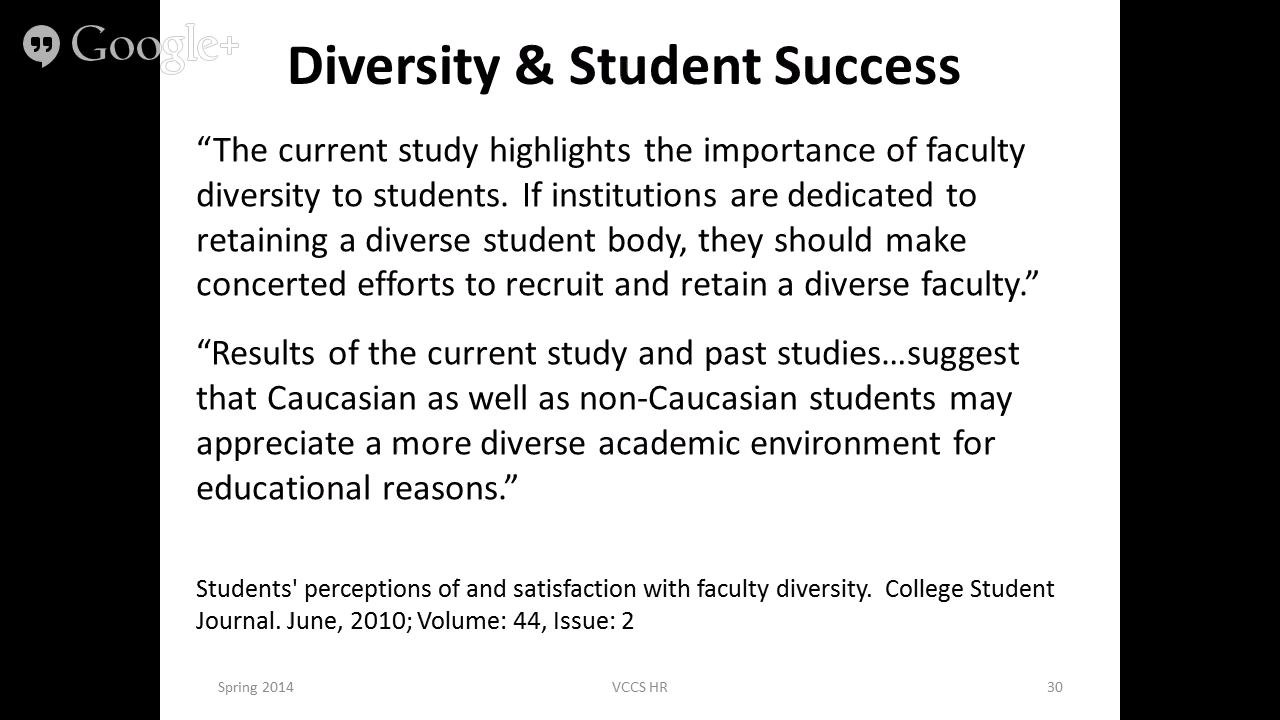 Google+
Diversity & Student Success
“The current study highlights the importance of faculty
diversity to students. If institutions are dedicated to
retaining a diverse student body, they should make
concerted efforts to recruit and retain a diverse faculty.”
“Results of the current study and past studies…suggest
that Caucasian as well as non-Caucasian students may
appreciate a more diverse academic environment for
educational reasons.”
Students' perceptions of and satisfaction with faculty diversity. College Student
Journal. June, 2010; Volume: 44, Issue: 2
Spring 2014 VCCS HR 30